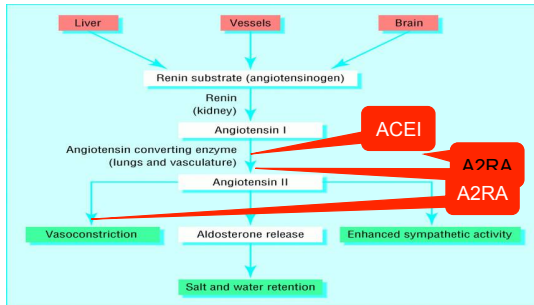 Liver
Vessels
Brain
Renin substrate (angiotensinogen)
Renin
(kidney)
Angiotensin I
ACEI
Angiotensin converting enzyme
(lungs and vasculature)
A2RA
Angiotensin II
A2RA
Vasoconstriction
Aldosterone release
Enhanced sympathetic activity
Salt and water retention